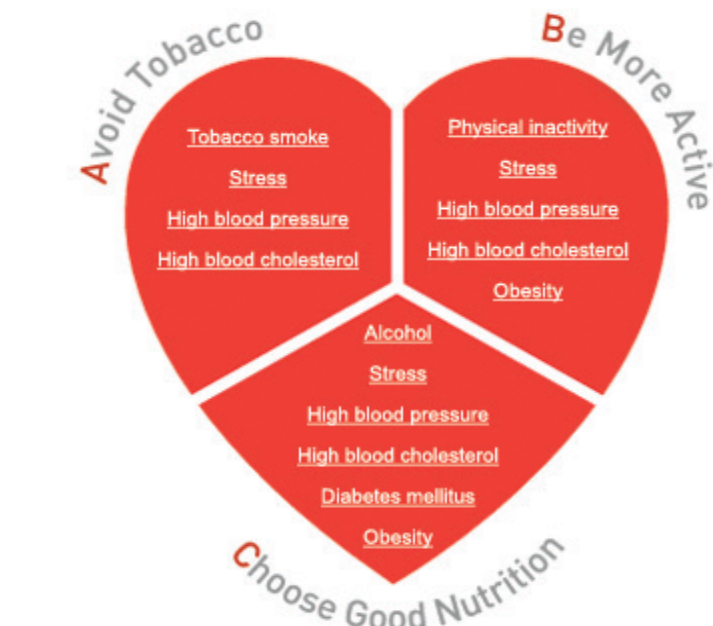 Avoid Tobacco
Tobacco smoke
Stress
High blood pressure
High blood cholesterol
Be More Active
Physical inactivity
Stress
High blood pressure
High blood cholesterol
Obesity
Alcohol
Stress
High blood pressure
High blood cholesterol
Diabetes mellitus
Obesity
Choose Good Nutrition